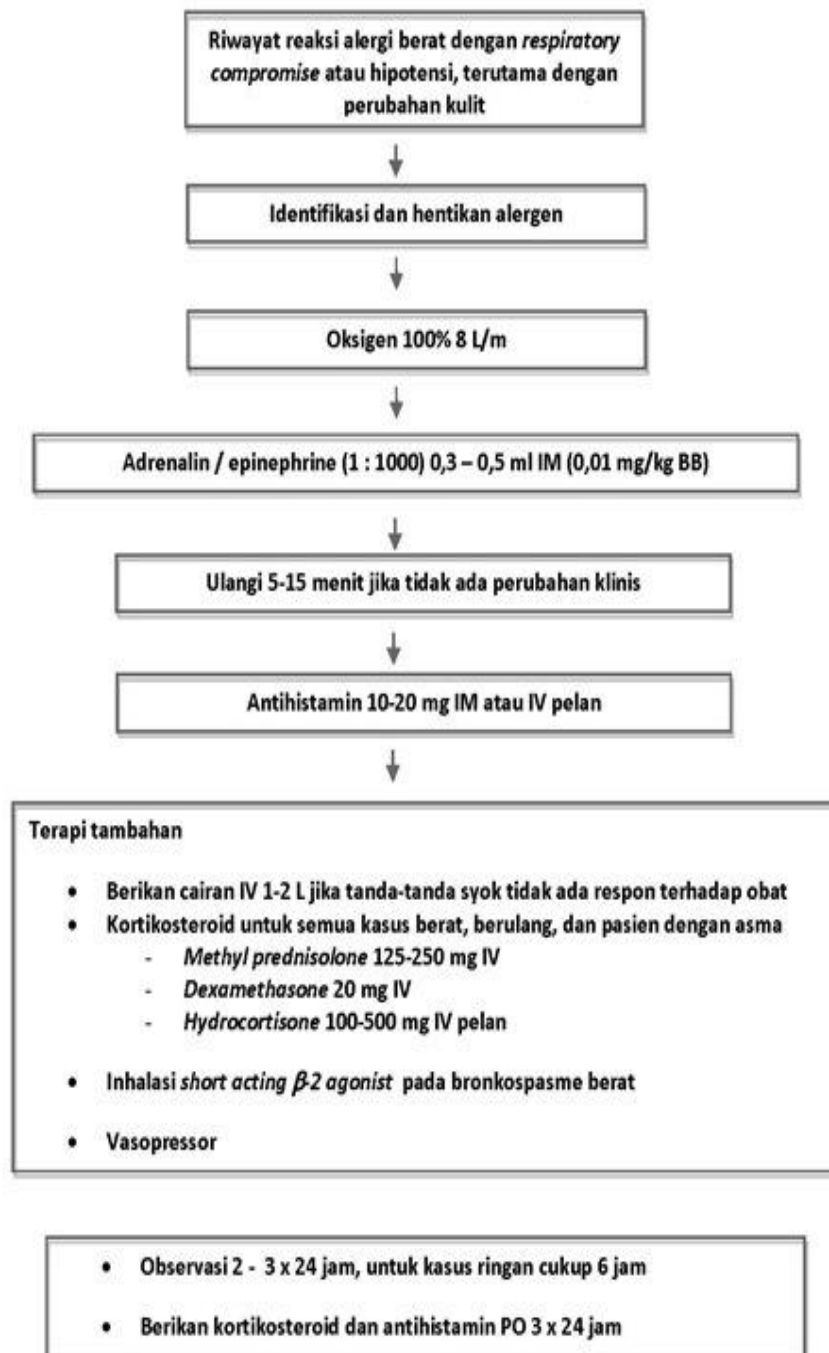 Riwayat reaksi alergi berat dengan respiratory
compromise atau hipotensi, terutama dengan
perubahan kulit
Identifikasi dan hentikan alergen
Oksigen 100% 8 L/m
Adrenalin / epinephrine (1 : 1000) 0,3 – 0,5 ml IM (0,01 mg/kg BB)
Ulangi 5-15 menit jika tidak ada perubahan klinis
Antihistamin 10-20 mg IM atau IV pelan
Terapi tambahan
• Berikan cairan IV 1-2 L jika tanda-tanda syok tidak ada respon terhadap obat
• Kortikosteroid untuk semua kasus berat, berulang, dan pasien dengan asma
- Methyl prednisolone 125-250 mg IV
- Dexamethasone 20 mg IV
- Hydrocortisone 100-500 mg IV pelan
• Inhalasi short acting β-2 agonist pada bronkospasme berat
• Vasopressor
• Observasi 2 - 3 x 24 jam, untuk kasus ringan cukup 6 jam
• Berikan kortikosteroid dan antihistamin PO 3 x 24 jam